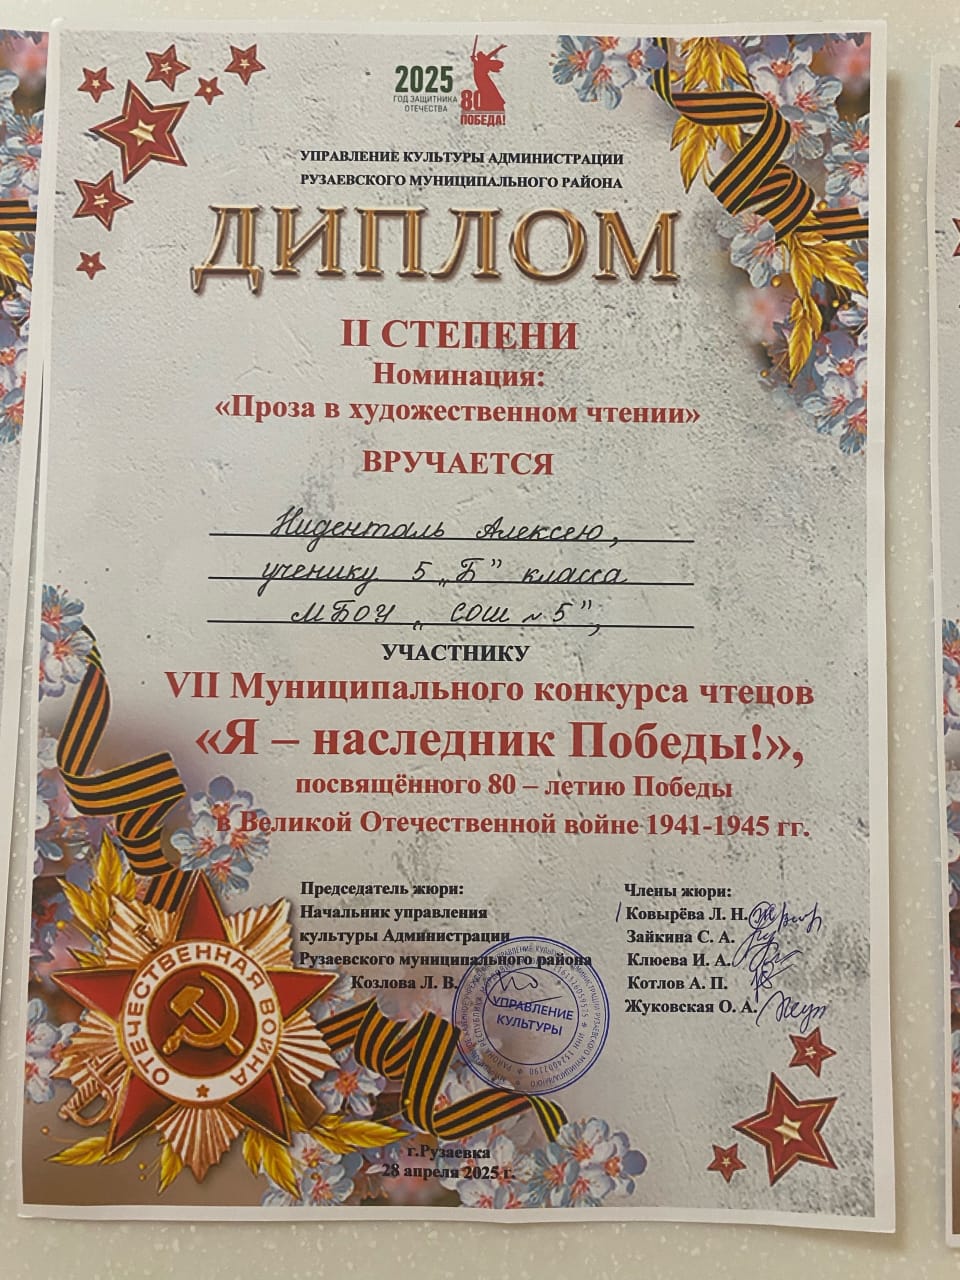 2025
ГОД ЗАЩИТНИКА
ОТЕЧЕСТВА
80
ПОБЕДА!
УПРАВЛЕНИЕ КУЛЬТУРЫ АДМИНИСТРАЦИИ
РУЗАЕВСКОГО МУНИЦИПАЛЬНОГО РАЙОНА
ДИПЛОМ
II СТЕПЕНИ
Номинация:
«Проза в художественном чтении»
ВРУЧАЕТСЯ
Ниденталь Алексею,
ученику 5 „Б” класса
МБОУ „СОШ №5”,
УЧАСТНИКУ
VII Муниципального конкурса чтецов
«Я – наследник Победы!»,
посвящённого 80 – летию Победы
в Великой Отечественной войне 1941-1945 гг.
Председатель жюри:
Начальник управления
культуры Администрации
Рузаевского муниципального района
Козлова Л. В.
Члены жюри:
Ковырёва Л. Н.
Зайкина С. А.
Клюева И. А.
Котлов А. П.
Жуковская О. А.
УПРАВЛЕНИЕ
КУЛЬТУРЫ
ОТЕЧЕСТВЕННАЯ ВОЙНА
г.Рузаевка
28 апреля 2025 г.